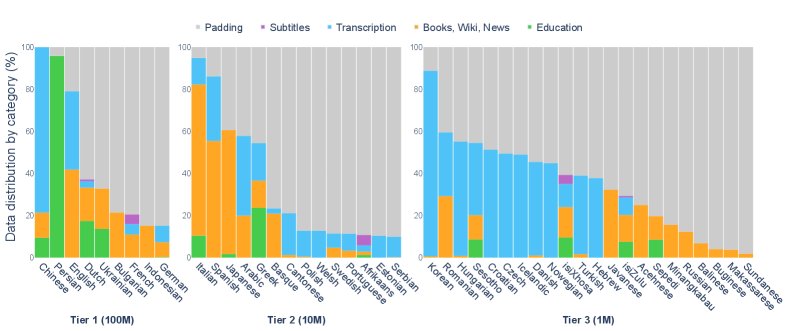 Padding Subtitles Transcription Books, Wiki, News Education
Data distribution by category (%)
100
80
60
40
20
0
Chinese
Persian
English
Dutch
Ukrainian
Bulgarian
French
Indonesian
German
Tier 1 (100M)
100
80
60
40
20
0
Italian
Spanish
Japanese
Arabic
Greek
Basque
Cantonese
Polish
Welsh
Swedish
Portuguese
Afrikaans
Estonian
Serbian
Tier 2 (10M)
100
80
60
40
20
0
Korean
Romanian
Hungarian
Sesotho
Croatian
Czech
Icelandic
Danish
Norwegian
IsiXhosa
Turkish
Hebrew
Javanese
IsiZulu
Acehnese
Sepedi
Minangkabau
Russian
Balinese
Buginese
Makassarese
Sundanese
Tier 3 (1M)